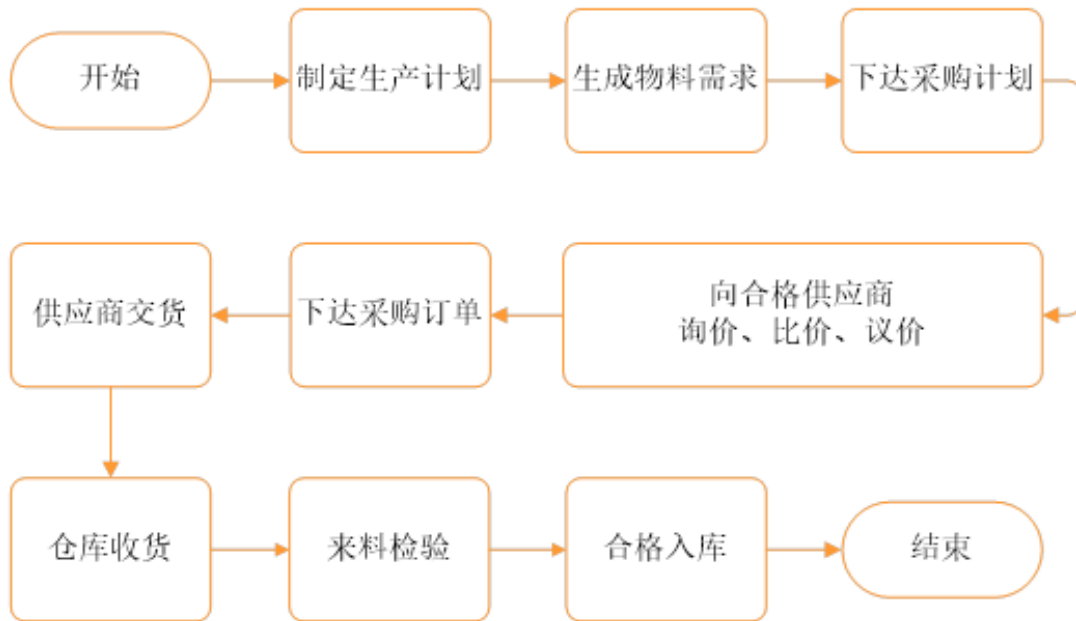 开始
制定生产计划
生成物料需求
下达采购计划
向合格供应商
询价、比价、议价
下达采购订单
供应商文货
仓库收货
来料检验
合格入库
结束